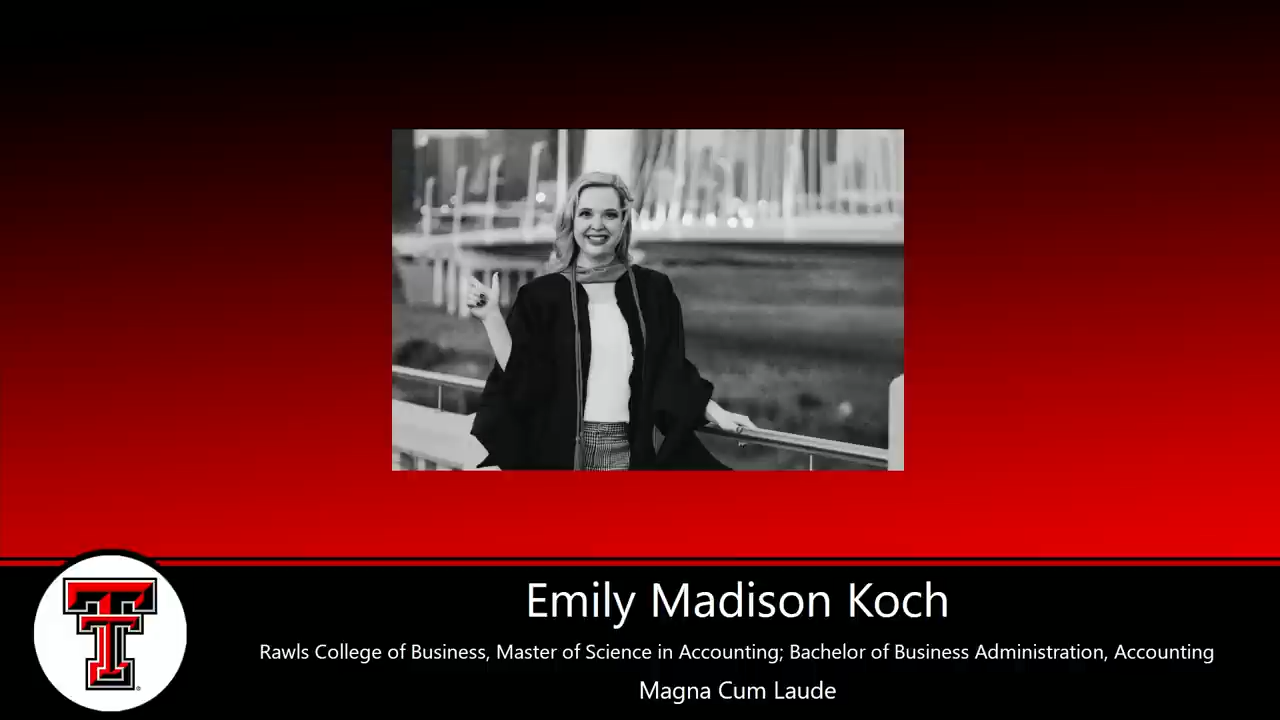 Emily Madison Koch
Rawls College of Business, Master of Science in Accounting; Bachelor of Business Administration, Accounting
Magna Cum Laude